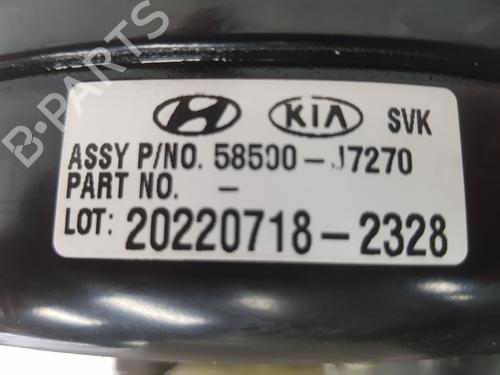 B-PARTS
KIA SVK
ASSY P/NO. 58500-J7270
PART NO. -
LOT: 20220718-2328